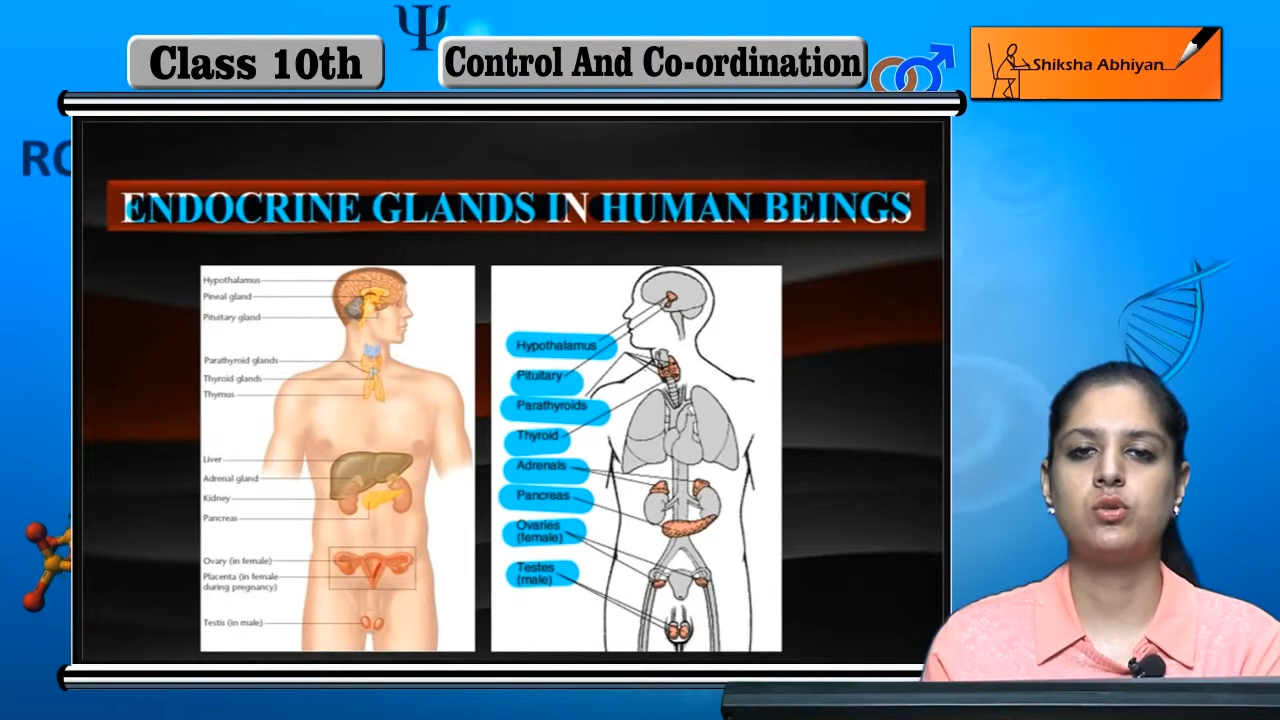 Ψ
Class 10th
Control And Co-ordination
Shiksha Abhiyan
RO
ENDOCRINE GLANDS IN HUMAN BEINGS
Hypothalamus
Pineal gland
Pituitary gland
Parathyroid glands
Thyroid glands
Thymus
Liver
Adrenal gland
Kidney
Pancreas
Ovary (in female)
Placenta (in female
during pregnancy)
Testis (in male)
Hypothalamus
Pituitary
Parathyroids
Thyroid
Adrenals
Pancreas
Ovaries
(female)
Testes
(male)